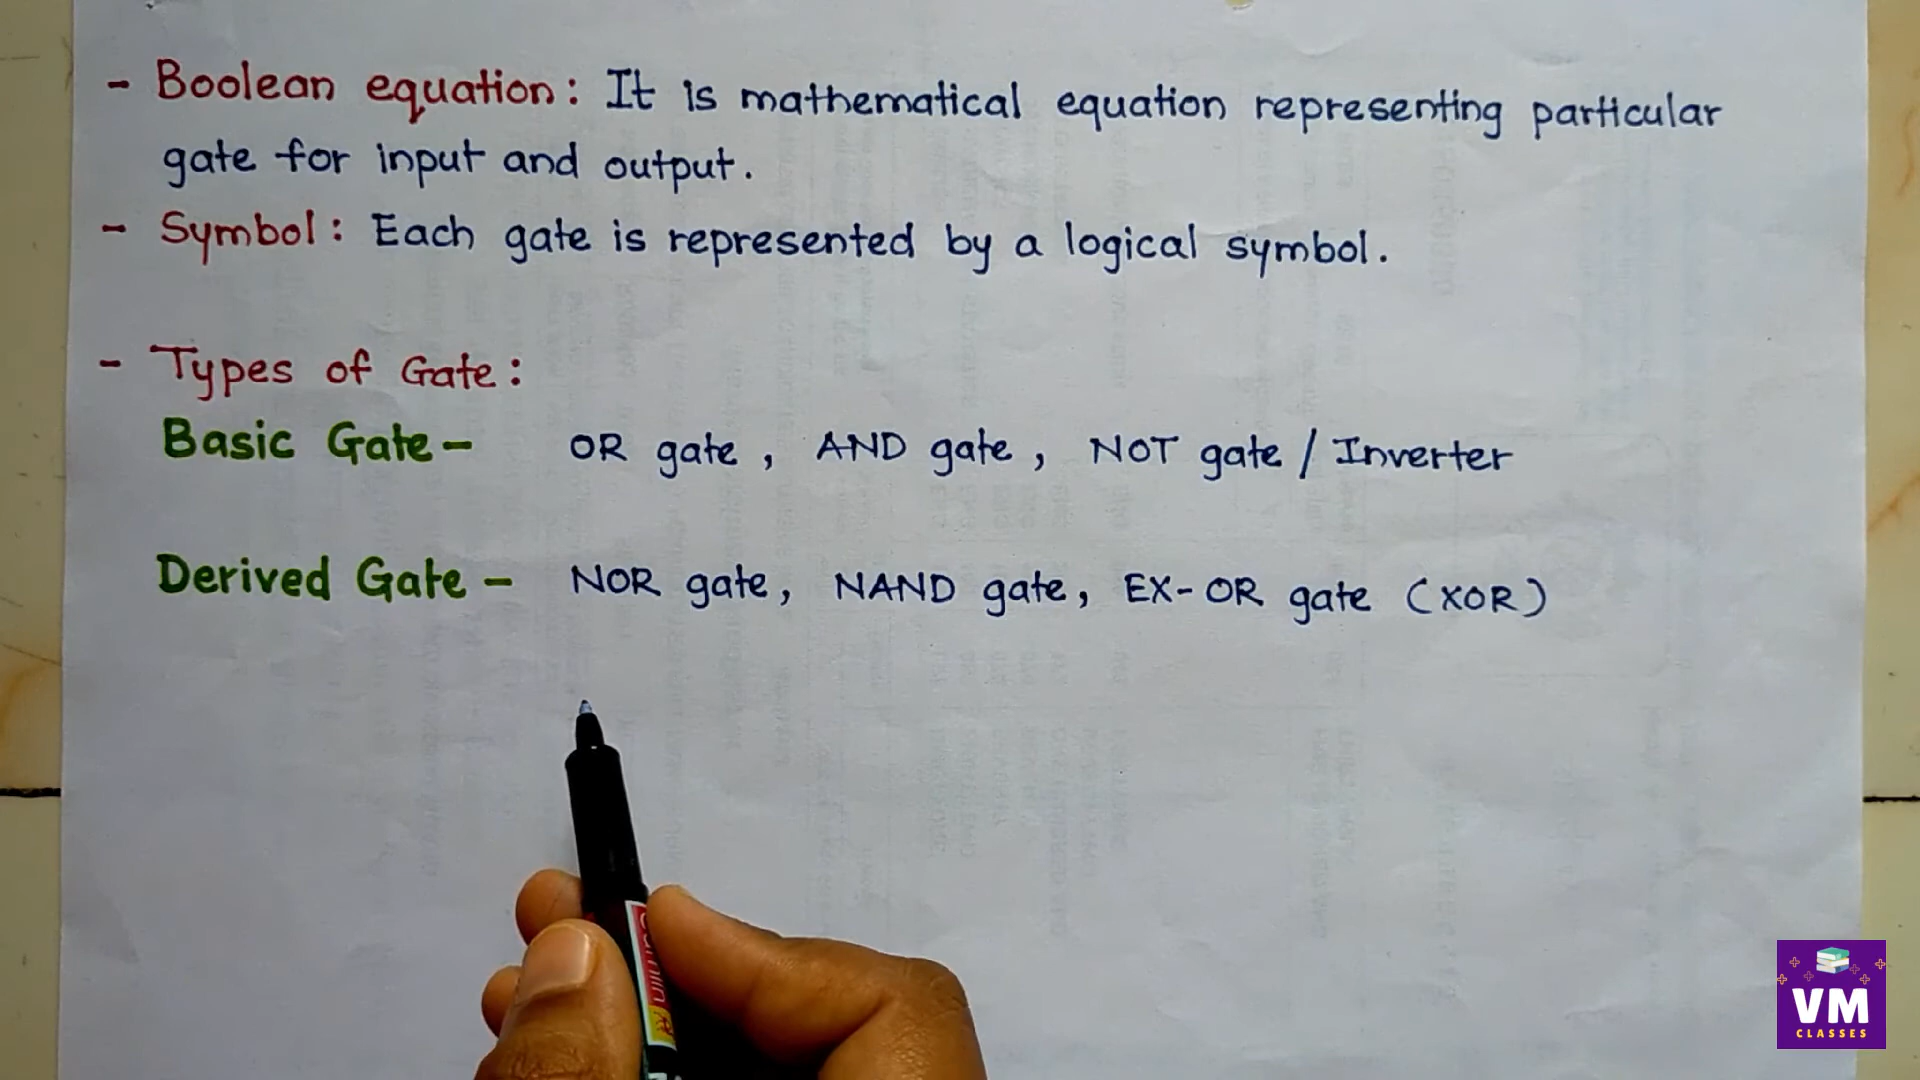 - Boolean equation: It is mathematical equation representing particular
gate for input and output.
- Symbol: Each gate is represented by a logical symbol.
- Types of Gate:
Basic Gate- OR gate, AND gate, NOT gate / Inverter
Derived Gate- NOR gate, NAND gate, EX-OR gate (XOR)
VM
CLASSES